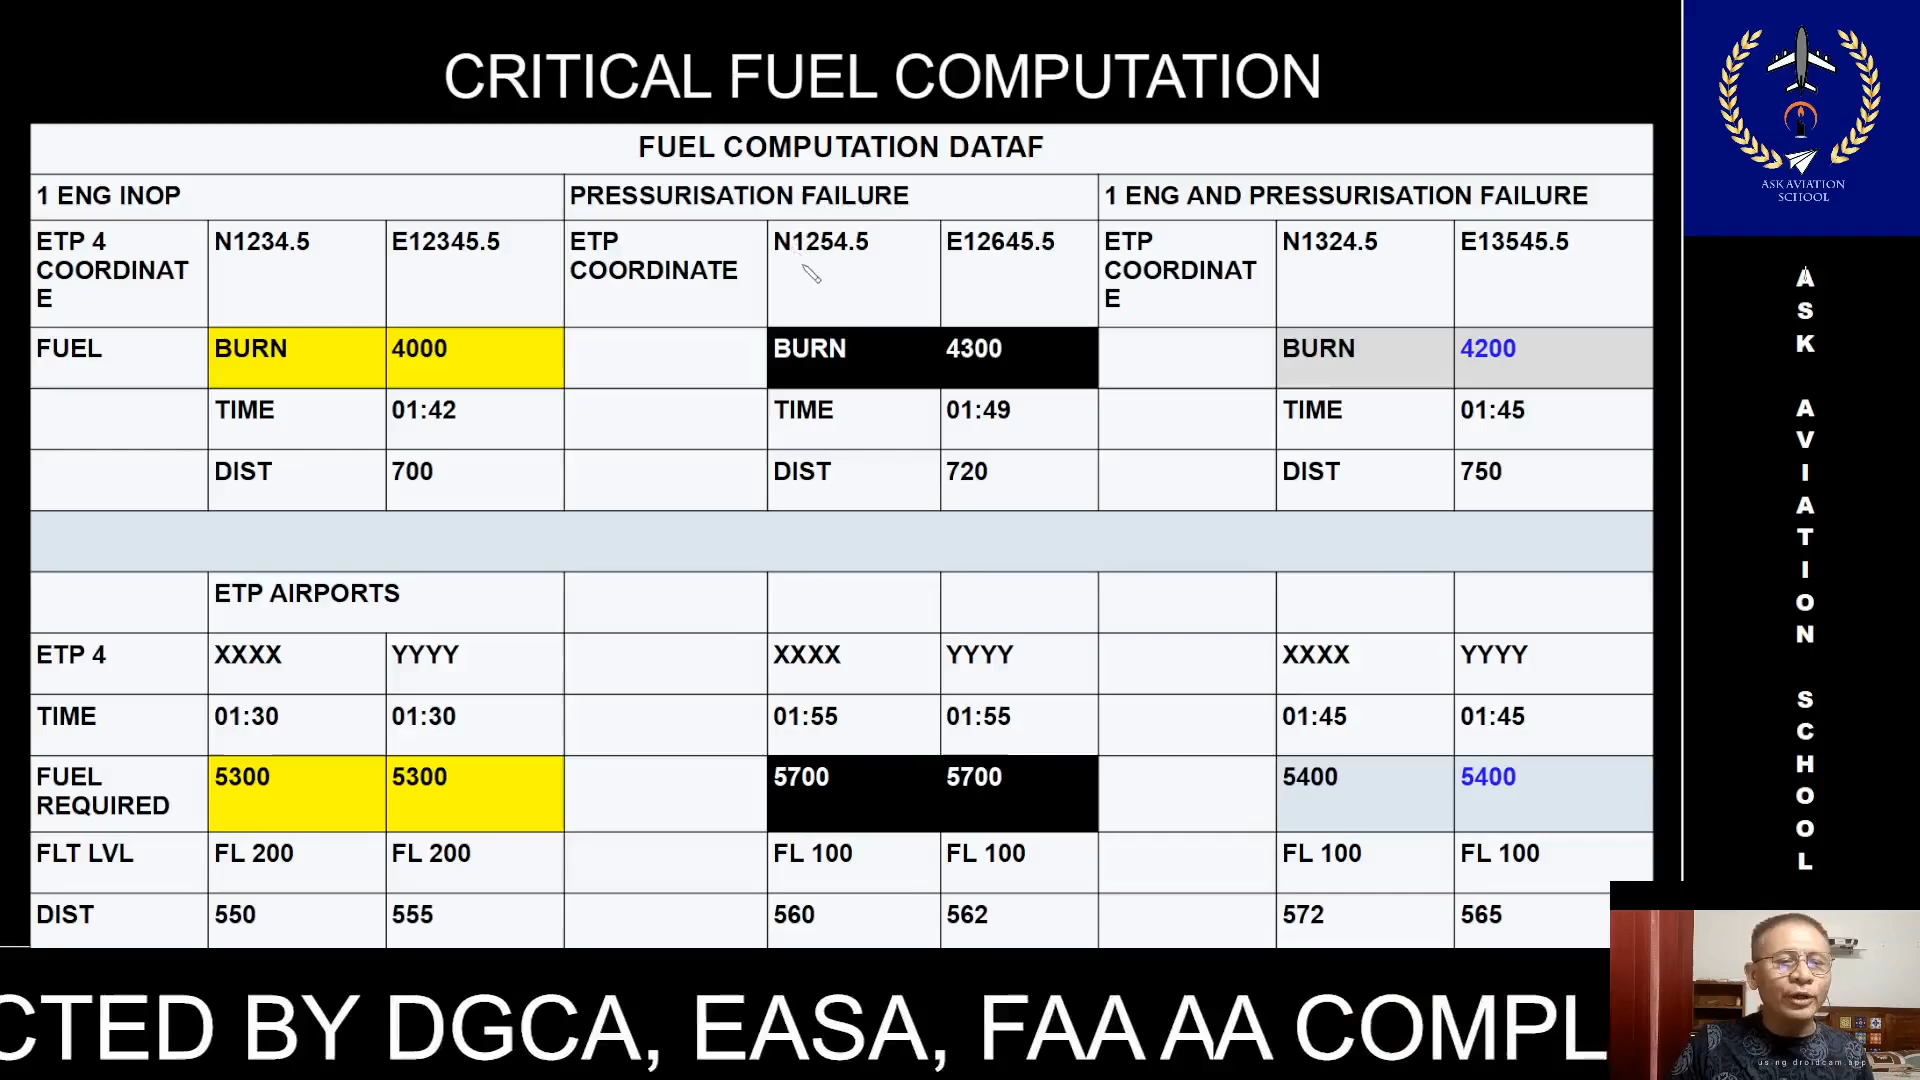 CRITICAL FUEL COMPUTATION
FUEL COMPUTATION DATAF
1 ENG INOP PRESSURISATION FAILURE 1 ENG AND PRESSURISATION FAILURE
ETP 4 COORDINAT E N1234.5 E12345.5 ETP COORDINATE N1254.5 E12645.5 ETP COORDINAT E N1324.5 E13545.5
FUEL BURN 4000 BURN 4300 BURN 4200
TIME 01:42 TIME 01:49 TIME 01:45
DIST 700 DIST 720 DIST 750
ETP AIRPORTS
ETP 4 XXXX YYYY XXXX YYYY XXXX YYYY
TIME 01:30 01:30 01:55 01:55 01:45 01:45
FUEL REQUIRED 5300 5300 5700 5700 5400 5400
FLT LVL FL 200 FL 200 FL 100 FL 100 FL 100 FL 100
DIST 550 555 560 562 572 565
CTED BY DGCA, EASA, FAA AA COMPL
ASK AVIATION
SCHOOL
ASK AVIATION SCHOOL
using droidcam app